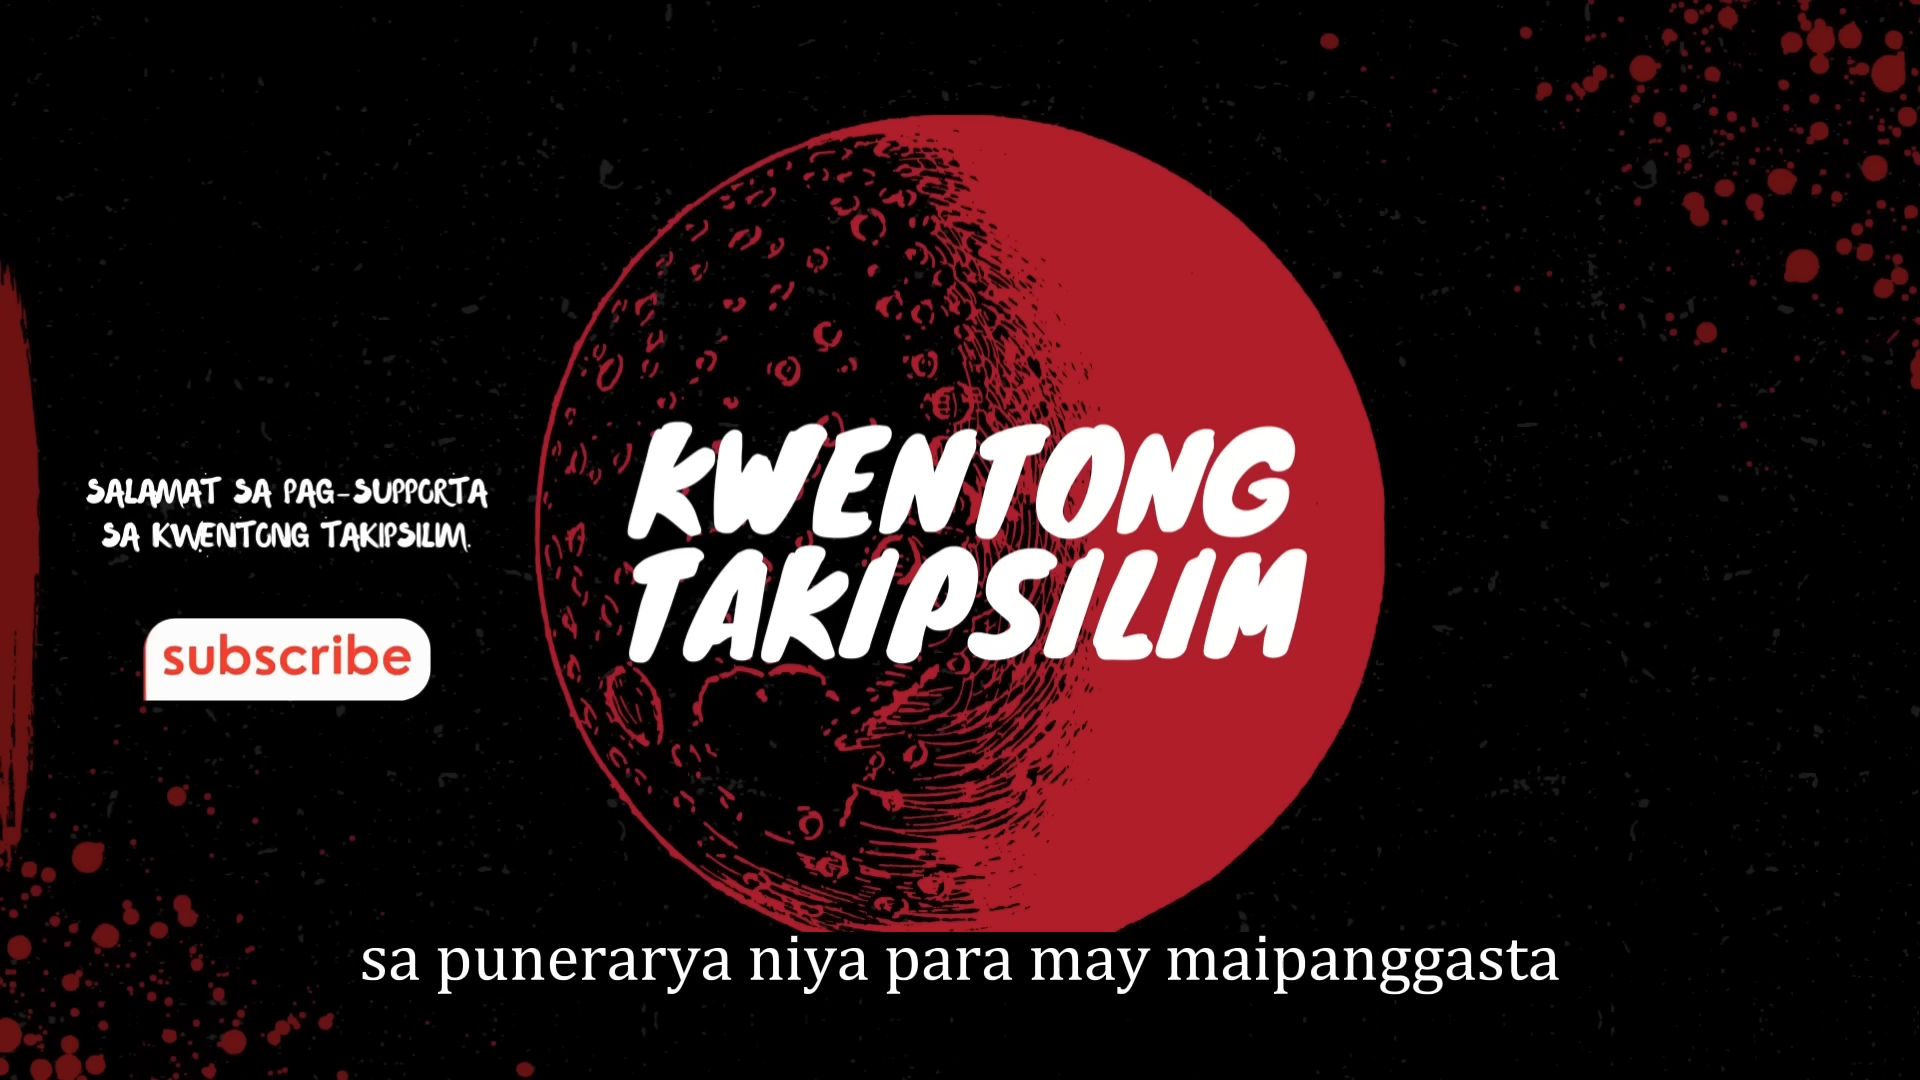 SALAMAT SA PAG-SUPPORTA
SA KWENTONG TAKIPSILIM.
subscribe
KWENTONG
TAKIPSILIM
sa punerarya niya para may maipanggasta